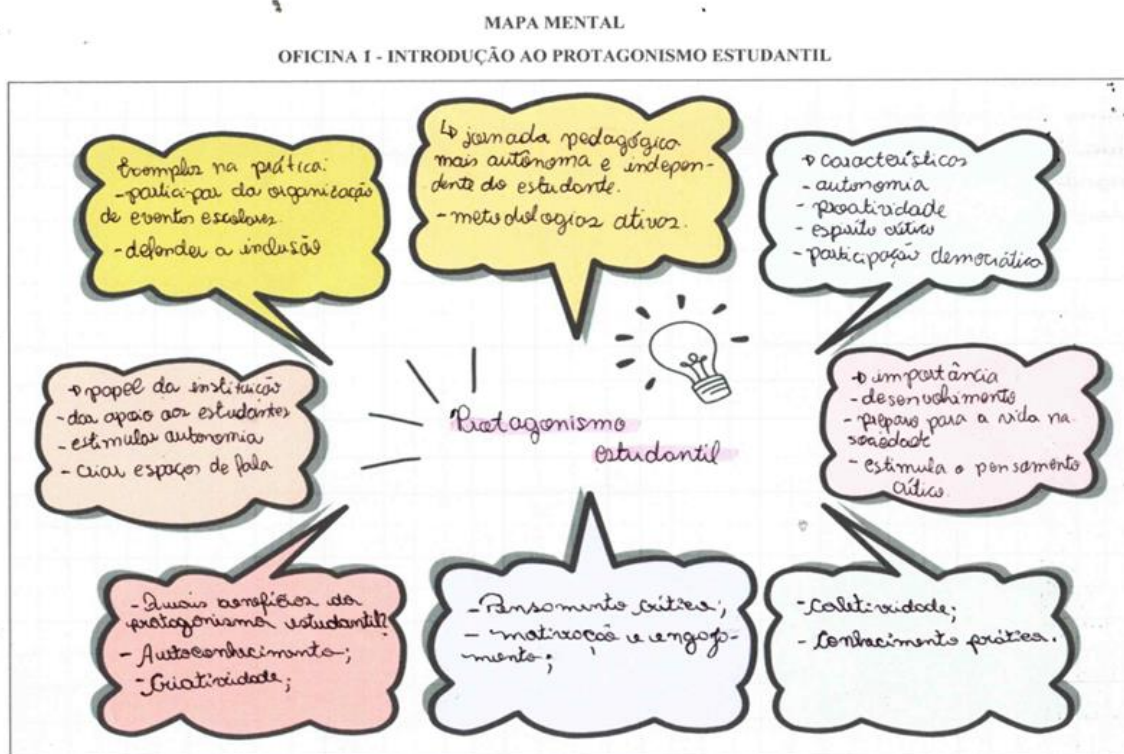 MAPA MENTAL
OFICINA 1 - INTRODUÇÃO AO PROTAGONISMO ESTUDANTIL
Exemplos na prática:
- participar da organização
de eventos escolares.
- defender a inclusão
↳ jornada pedagógica
mais autônoma e indepen-
dente do estudante.
- metodologias ativas.
características
- autonomia
- proatividade
- espírito crítico
- participação democrática
papel da instituição
- dar apoio aos estudantes
- estimular autonomia
- criar espaços de fala
Protagonismo
estudantil
importância
- desenvolvimento
- preparo para a vida na
sociedade
- estimula o pensamento
crítico.
- Quais benefícios do
protagonismo estudantil?
- Autoconhecimento;
- Criatividade;
- Pensamento crítico;
- motivação e engaja-
mento;
- Coletividade;
- Conhecimento prático.